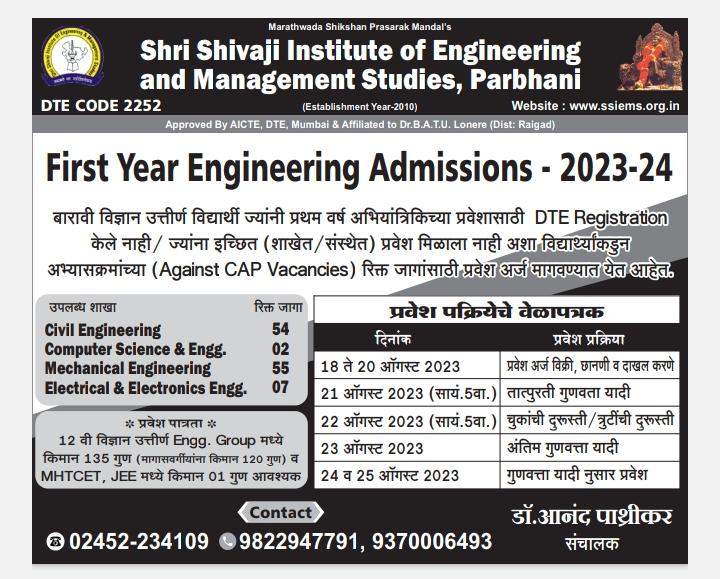 Marathwada Shikshan Prasarak Mandal's
Shri Shivaji Institute of Engineering
and Management Studies, Parbhani
DTE CODE 2252
(Establishment Year-2010)
Website : www.ssiems.org.in
Approved By AICTE, DTE, Mumbai & Affiliated to Dr.B.A.T.U. Lonere (Dist: Raigad)
First Year Engineering Admissions - 2023-24
बारावी विज्ञान उत्तीर्ण विद्यार्थी ज्यांनी प्रथम वर्ष अभियांत्रिकिच्या प्रवेशासाठी DTE Registration
केले नाही/ ज्यांना इच्छित (शाखेत/संस्थेत) प्रवेश मिळाला नाही अशा विद्यार्थ्यांकडुन
अभ्यासक्रमांच्या (Against CAP Vacancies) रिक्त जागांसाठी प्रवेश अर्ज मागवण्यात येत आहेत.
उपलब्ध शाखा रिक्त जागा
Civil Engineering 54
Computer Science & Engg. 02
Mechanical Engineering 55
Electrical & Electronics Engg. 07
* प्रवेश पात्रता *
12 वी विज्ञान उत्तीर्ण Engg. Group मध्ये
किमान 135 गुण (मागासवर्गीयांना किमान 120 गुण) व
MHTCET, JEE मध्ये किमान 01 गुण आवश्यक
प्रवेश पक्रियेचे वेळापत्रक
दिनांक प्रवेश प्रक्रिया
18 ते 20 ऑगस्ट 2023 प्रवेश अर्ज विक्री, छानणी व दाखल करणे
21 ऑगस्ट 2023 (सायं.5वा.) तात्पुरती गुणवता यादी
22 ऑगस्ट 2023 (सायं.5वा.) चुकांची दुरूस्ती/त्रुटींची दुरूस्ती
23 ऑगस्ट 2023 अंतिम गुणवत्ता यादी
24 व 25 ऑगस्ट 2023 गुणवत्ता यादी नुसार प्रवेश
Contact
02452-234109 9822947791, 9370006493
डॉ.आनंद पाथ्रीकर
संचालक